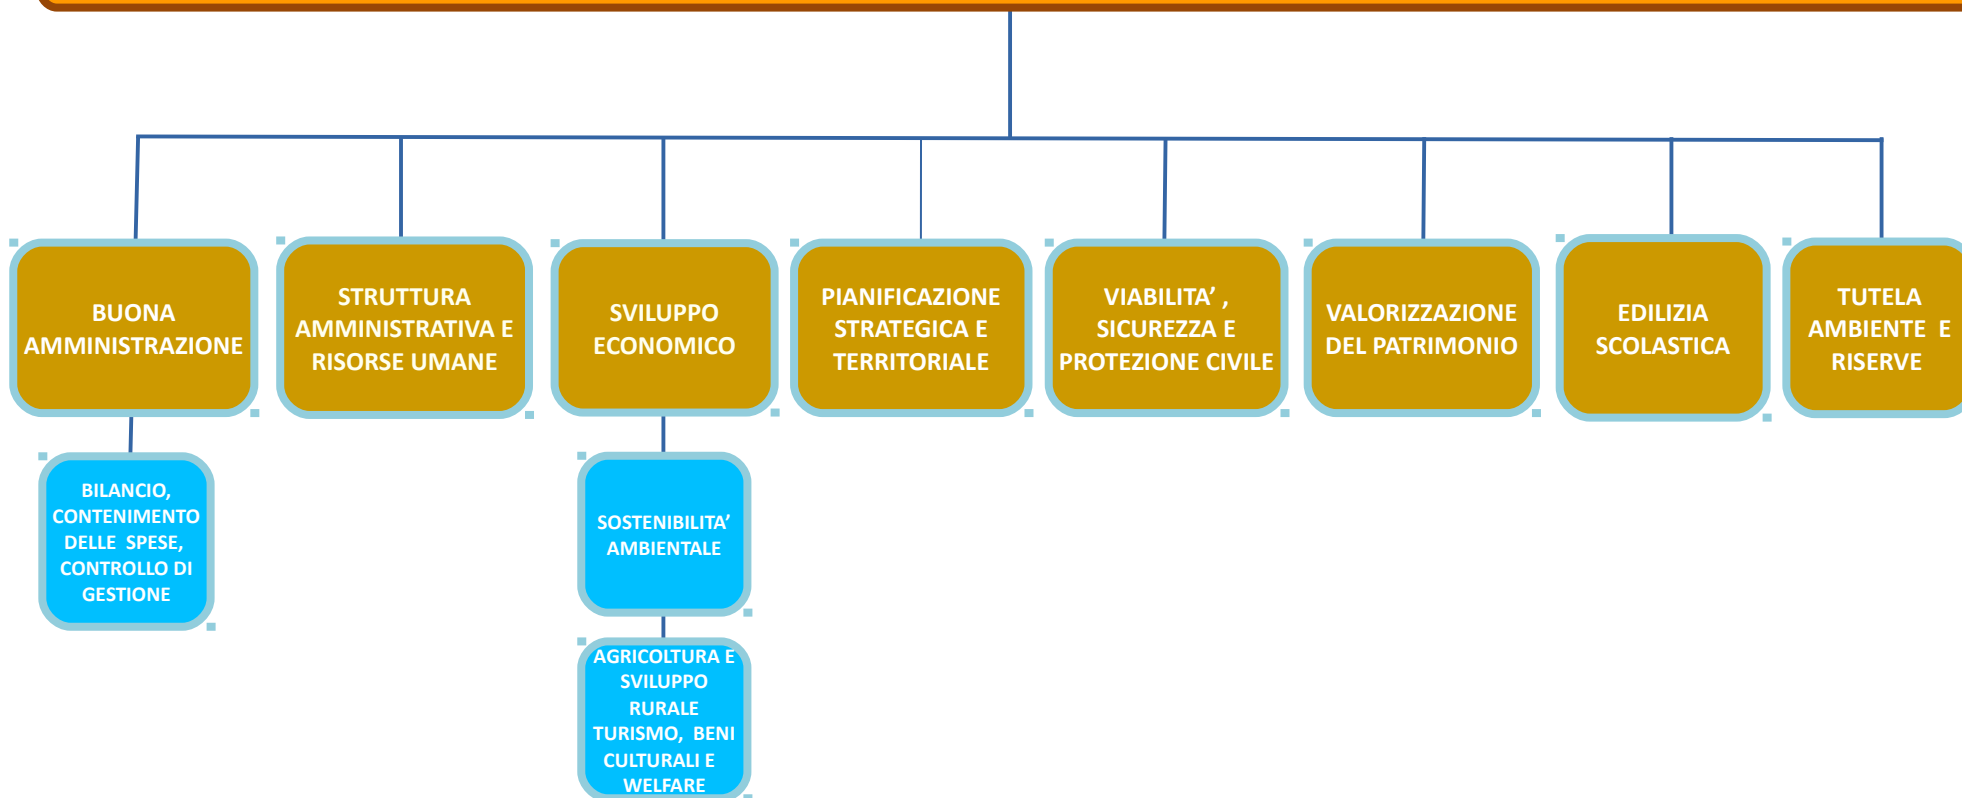 BUONA
AMMINISTRAZIONE
STRUTTURA
AMMINISTRATIVA E
RISORSE UMANE
SVILUPPO
ECONOMICO
PIANIFICAZIONE
STRATEGICA E
TERRITORIALE
VIABILITA’ ,
SICUREZZA E
PROTEZIONE CIVILE
VALORIZZAZIONE
DEL PATRIMONIO
EDILIZIA
SCOLASTICA
TUTELA
AMBIENTE E
RISERVE
BILANCIO,
CONTENIMENTO
DELLE SPESE,
CONTROLLO DI
GESTIONE
SOSTENIBILITA’
AMBIENTALE
AGRICOLTURA E
SVILUPPO
RURALE
TURISMO, BENI
CULTURALI E
WELFARE